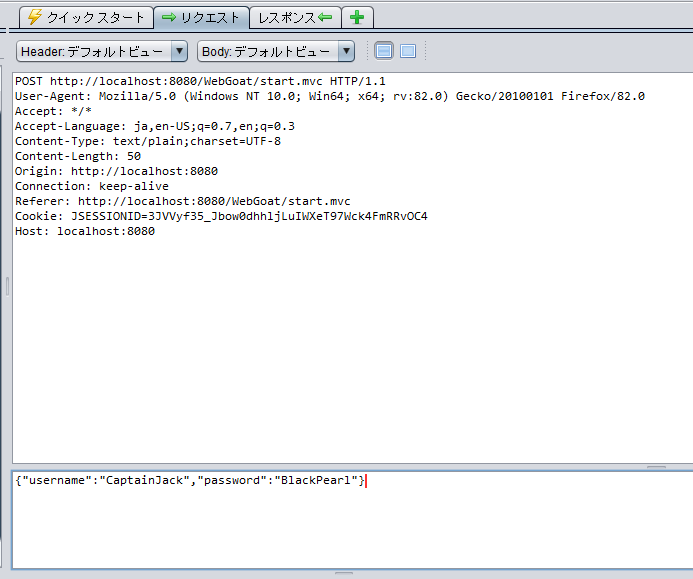 クイックスタート リクエスト レスポンス
Header: デフォルトビュー Body: デフォルトビュー
POST http://localhost:8080/WebGoat/start.mvc HTTP/1.1
User-Agent: Mozilla/5.0 (Windows NT 10.0; Win64; x64; rv:82.0) Gecko/20100101 Firefox/82.0
Accept: */*
Accept-Language: ja,en-US;q=0.7,en;q=0.3
Content-Type: text/plain;charset=UTF-8
Content-Length: 50
Origin: http://localhost:8080
Connection: keep-alive
Referer: http://localhost:8080/WebGoat/start.mvc
Cookie: JSESSIONID=3JVVyf35_Jbow0dhhljLuIWXeT97Wck4FmRRvOC4
Host: localhost:8080
{"username":"CaptainJack","password":"BlackPearl"}